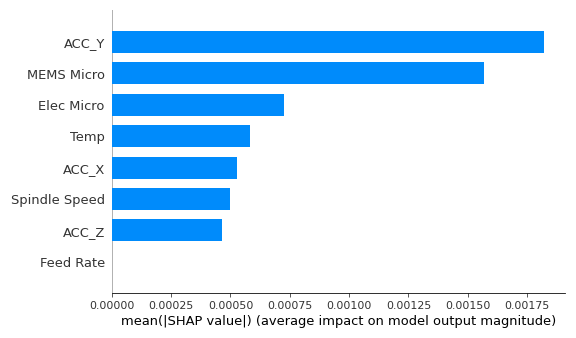 ACC_Y
MEMS Micro
Elec Micro
Temp
ACC_X
Spindle Speed
ACC_Z
Feed Rate
0.00000 0.00025 0.00050 0.00075 0.00100 0.00125 0.00150 0.00175
mean(|SHAP value|) (average impact on model output magnitude)